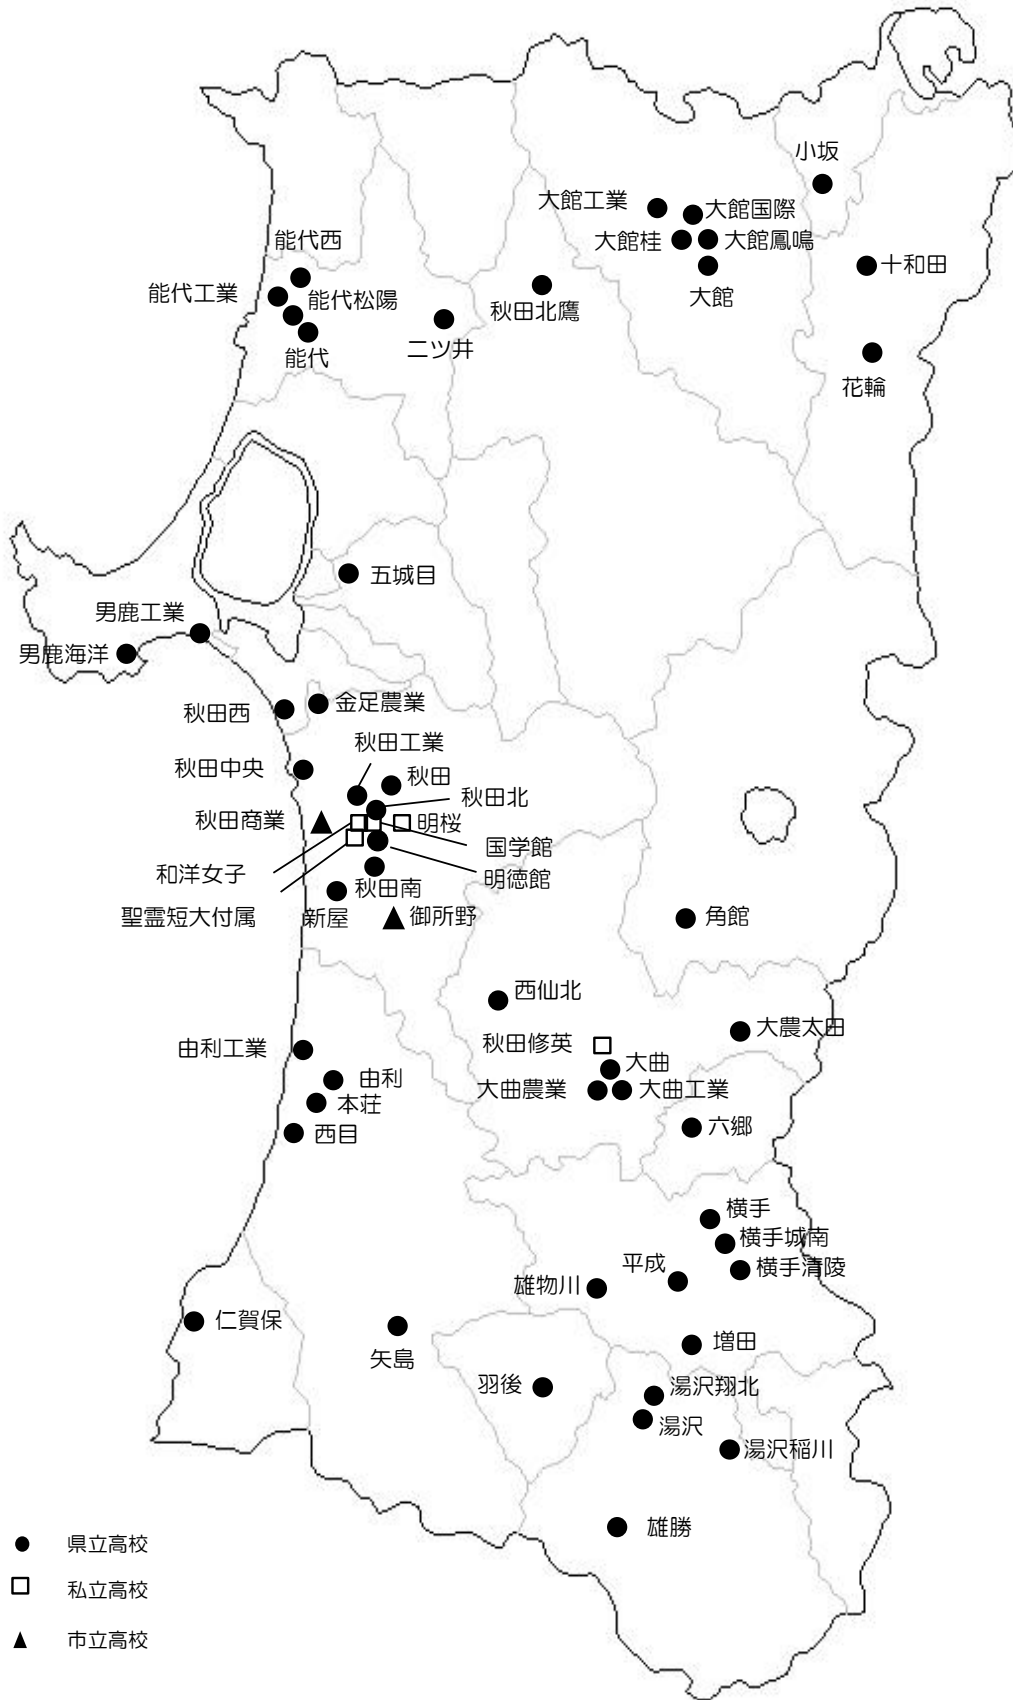 小坂
大館工業
大館国際
大館桂
大館鳳鳴
大館
十和田
花輪
能代西
能代工業
能代松陽
能代
二ツ井
秋田北鷹
五城目
男鹿工業
男鹿海洋
秋田西
金足農業
秋田工業
秋田中央
秋田
秋田北
秋田商業
明桜
国学館
和洋女子
明徳館
秋田南
聖霊短大付属
新屋
御所野
角館
西仙北
大農太田
秋田修英
由利工業
大曲
由利
大曲農業
大曲工業
本荘
六郷
西目
横手
横手城南
横手清陵
平成
雄物川
仁賀保
矢島
増田
羽後
湯沢翔北
湯沢
湯沢稲川
雄勝
県立高校
私立高校
市立高校